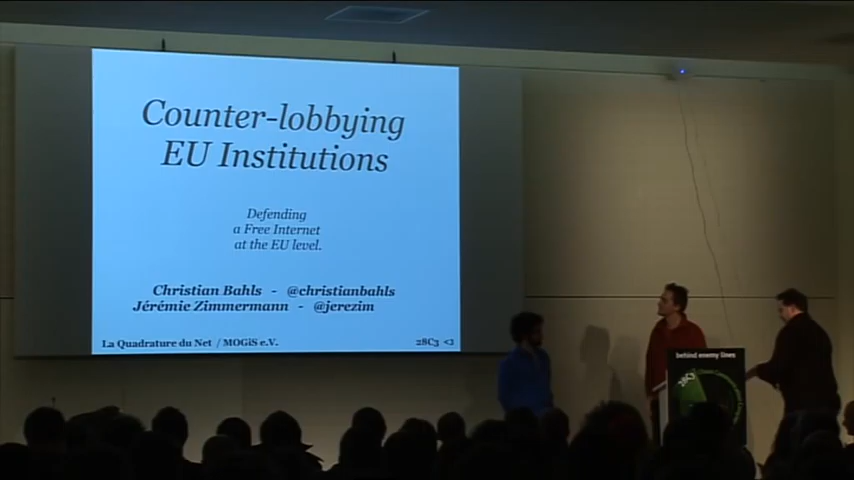 Counter-lobbying
EU Institutions
Defending
a Free Internet
at the EU level.
Christian Bahls - @christianbahls
Jérémie Zimmermann - @jerezim
La Quadrature du Net / MOGiS e.V.
28C3 <3
behind enemy lines